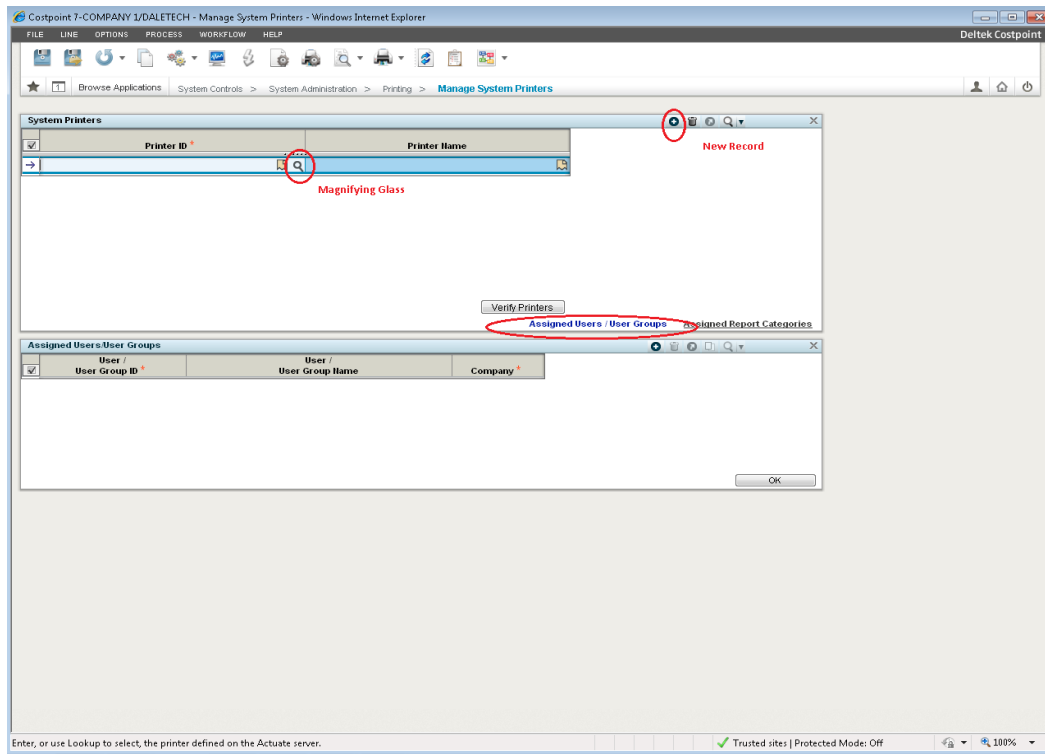 Costpoint 7-COMPANY 1/DALETECH - Manage System Printers - Windows Internet Explorer
FILE LINE OPTIONS PROCESS WORKFLOW HELP Deltek Costpoint
1 Browse Applications System Controls > System Administration > Printing > Manage System Printers
System Printers
Printer ID * Printer Name
New Record
Magnifying Glass
Verify Printers
Assigned Users / User Groups Assigned Report Categories
Assigned Users/User Groups
User / User /
User Group ID * User Group Name Company *
OK
Enter, or use Lookup to select, the printer defined on the Actuate server. Trusted sites | Protected Mode: Off 100%